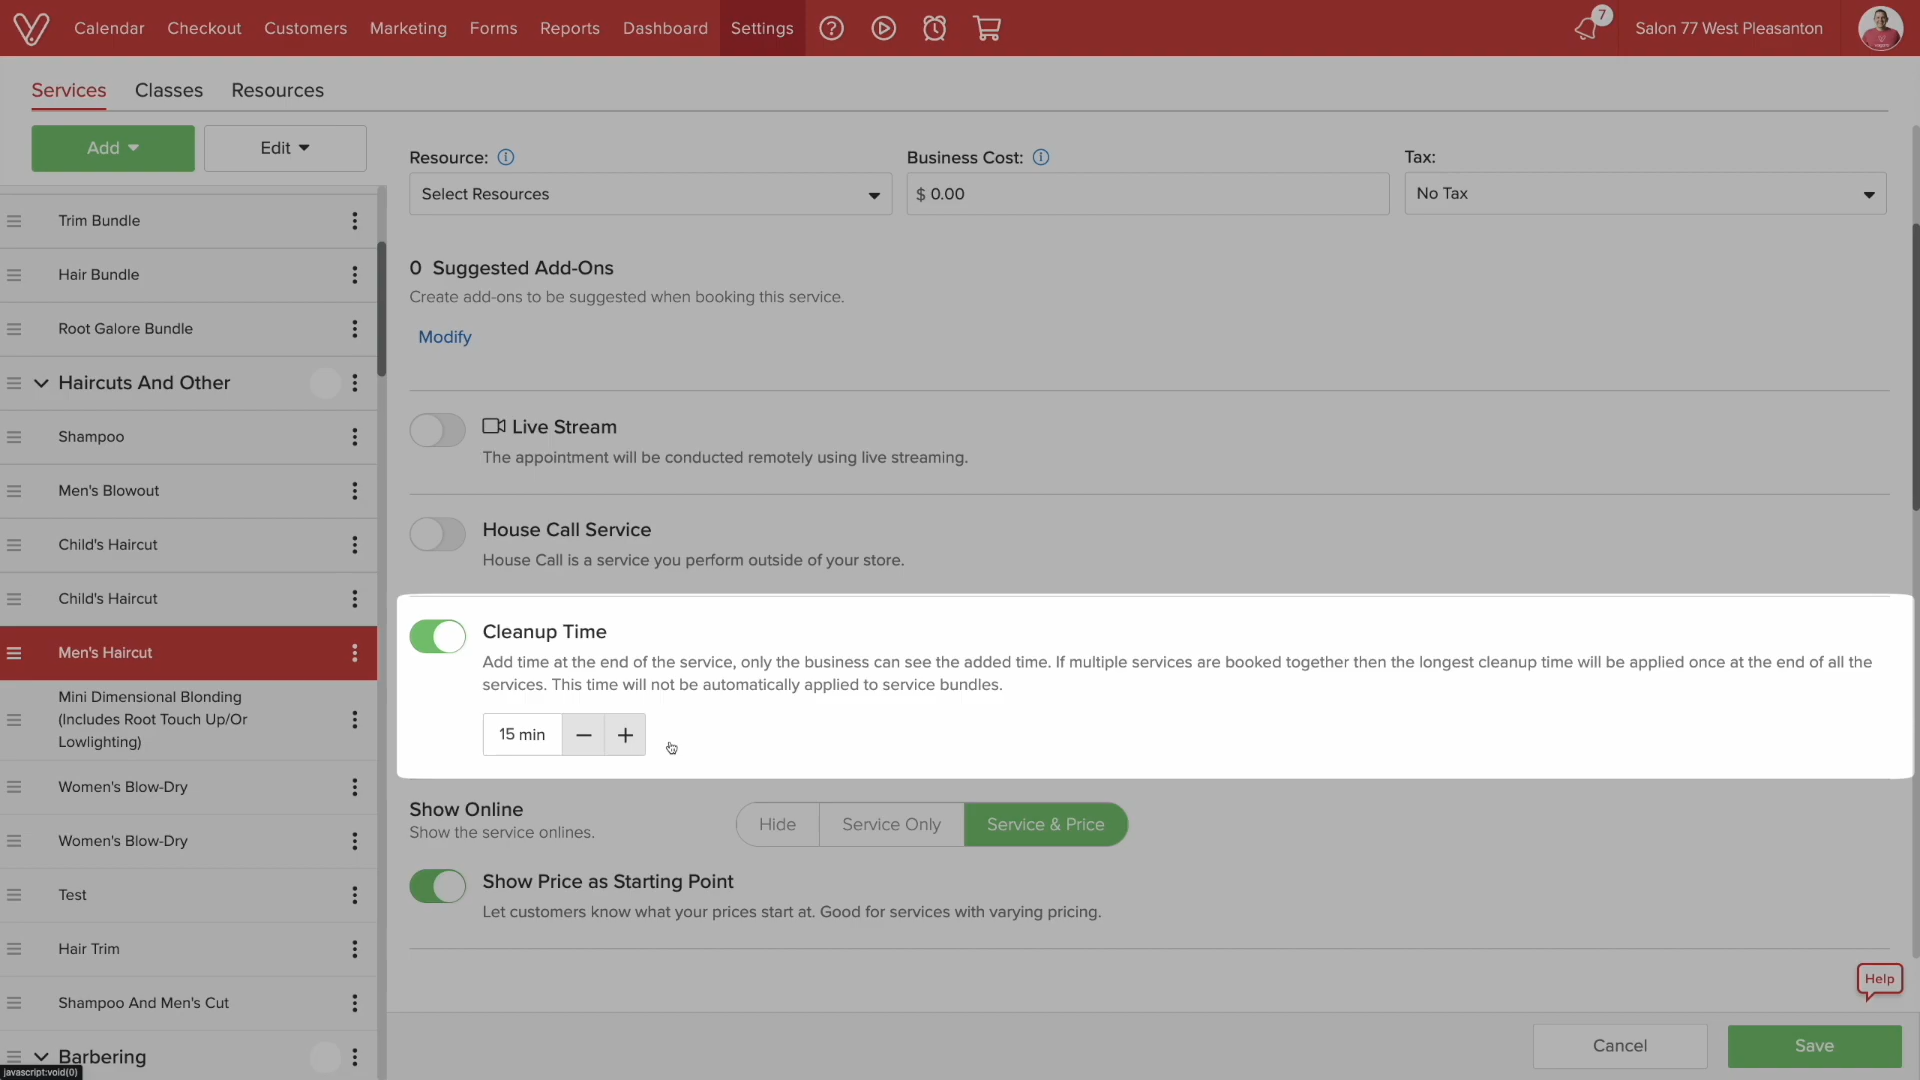 Calendar Checkout Customers Marketing Forms Reports Dashboard Settings 7 Salon 77 West Pleasanton
Services Classes Resources
Add Edit
Trim Bundle
Hair Bundle
Root Galore Bundle
Haircuts And Other
Shampoo
Men's Blowout
Child's Haircut
Child's Haircut
Men's Haircut
Mini Dimensional Blonding
(Includes Root Touch Up/Or
Lowlighting)
Women's Blow-Dry
Women's Blow-Dry
Test
Hair Trim
Shampoo And Men's Cut
Barbering
javascript:void(0)
Resource: Business Cost: Tax:
Select Resources $ 0.00 No Tax
0 Suggested Add-Ons
Create add-ons to be suggested when booking this service.
Modify
Live Stream
The appointment will be conducted remotely using live streaming.
House Call Service
House Call is a service you perform outside of your store.
Cleanup Time
Add time at the end of the service, only the business can see the added time. If multiple services are booked together then the longest cleanup time will be applied once at the end of all the
services. This time will not be automatically applied to service bundles.
15 min − +
Show Online
Show the service onlines.
Hide Service Only Service & Price
Show Price as Starting Point
Let customers know what your prices start at. Good for services with varying pricing.
Help
Cancel Save